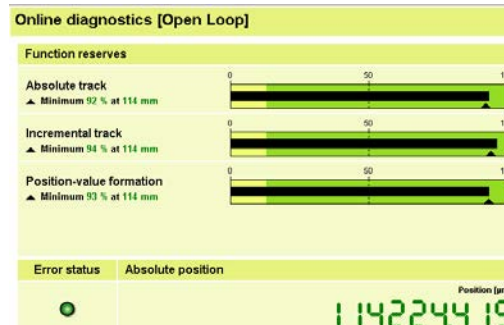 Online diagnostics [Open Loop]
Function reserves
0 50
Absolute track
Minimum 92 % at 114 mm
0 50
Incremental track
Minimum 94 % at 114 mm
0 50
Position-value formation
Minimum 93 % at 114 mm
Error status Absolute position
Position
114224419